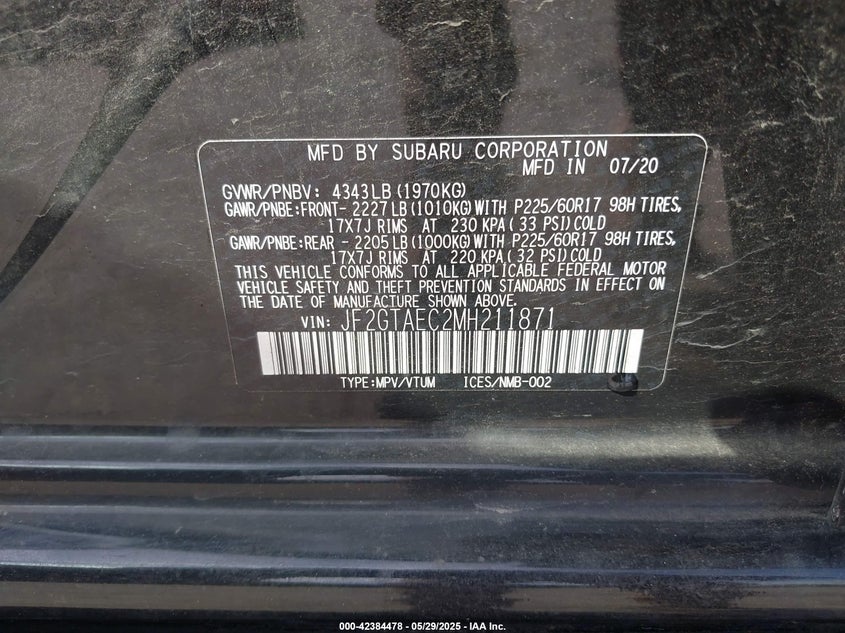 MFD BY SUBARU CORPORATION
MFD IN 07/20
GVWR/PNBV: 4343LB (1970KG)
GAWR/PNBE:FRONT- 2227LB (1010KG)WITH P225/60R17 98H TIRES,
17X7J RIMS AT 230 KPA (33 PSI)COLD
GAWR/PNBE:REAR - 2205LB (1000KG)WITH P225/60R17 98H TIRES,
17X7J RIMS AT 220 KPA (32 PSI)COLD
THIS VEHICLE CONFORMS TO ALL APPLICABLE FEDERAL MOTOR
VEHICLE SAFETY AND THEFT PREVENTION STANDARDS IN EFFECT ON
THE DATE OF MANUFACTURE SHOWN ABOVE.
VIN: JF2GTAEC2MH211871
TYPE:MPV/VTUM ICES/NMB-002
000-42384478 - 05/29/2025 - IAA Inc.